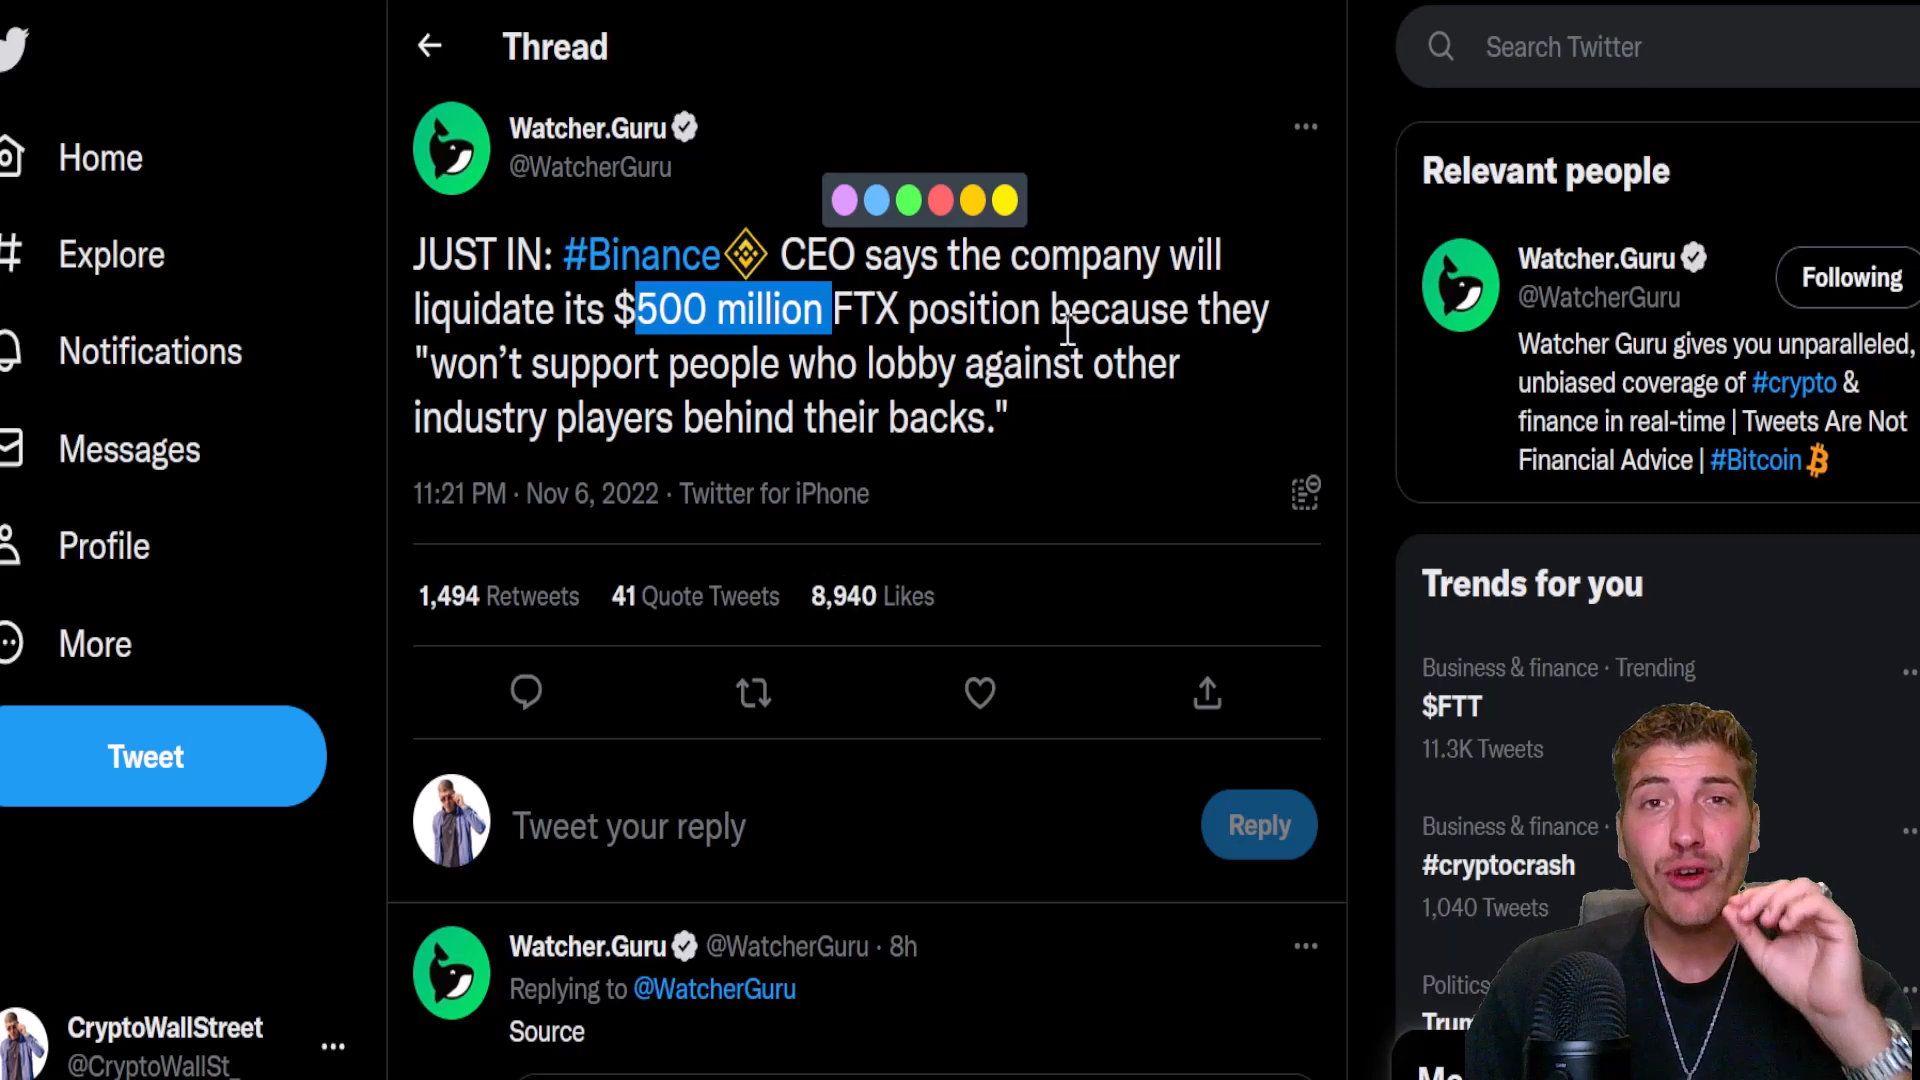 Thread
Search Twitter
Home
Explore
Notifications
Messages
Profile
More
Tweet
CryptoWallStreet
@CryptoWallSt_
Watcher.Guru
@WatcherGuru
JUST IN: #Binance CEO says the company will
liquidate its $500 million FTX position because they
"won’t support people who lobby against other
industry players behind their backs."
11:21 PM · Nov 6, 2022 · Twitter for iPhone
1,494 Retweets 41 Quote Tweets 8,940 Likes
Tweet your reply
Reply
Watcher.Guru @WatcherGuru · 8h
Replying to @WatcherGuru
Source
Relevant people
Watcher.Guru
@WatcherGuru
Following
Watcher Guru gives you unparalleled,
unbiased coverage of #crypto &
finance in real-time | Tweets Are Not
Financial Advice | #Bitcoin
Trends for you
Business & finance · Trending
$FTT
11.3K Tweets
Business & finance ·
#cryptocrash
1,040 Tweets
Politics